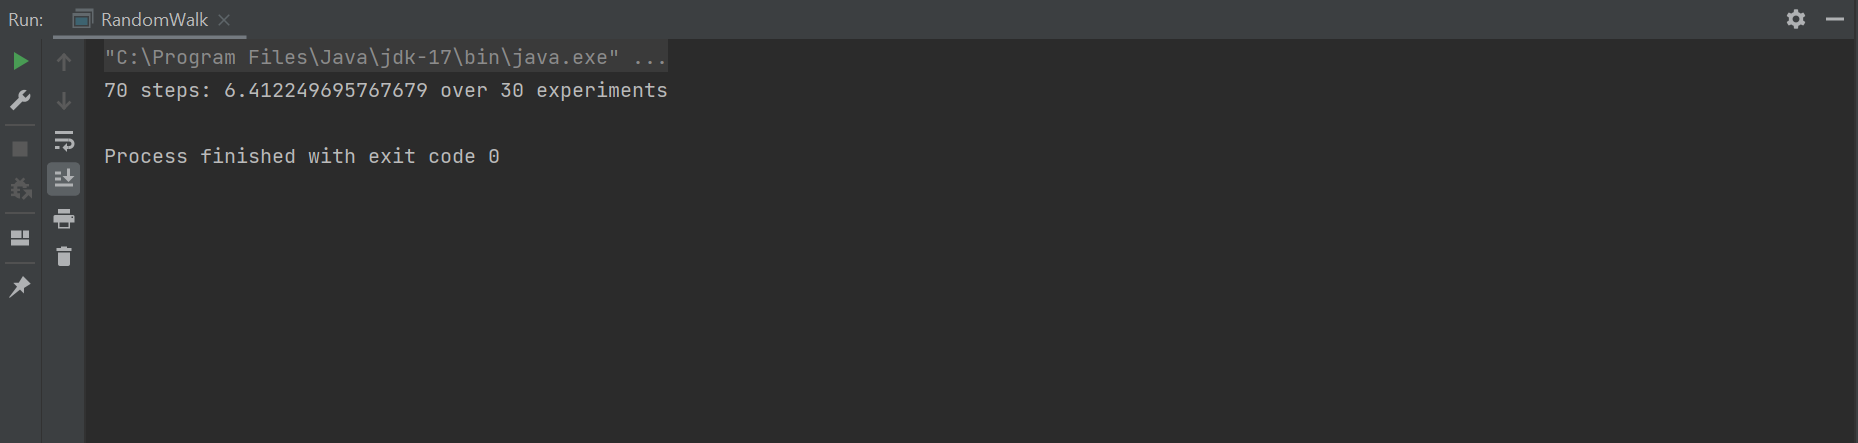 Run: RandomWalk
"C:\Program Files\Java\jdk-17\bin\java.exe" ...
70 steps: 6.412249695767679 over 30 experiments
Process finished with exit code 0